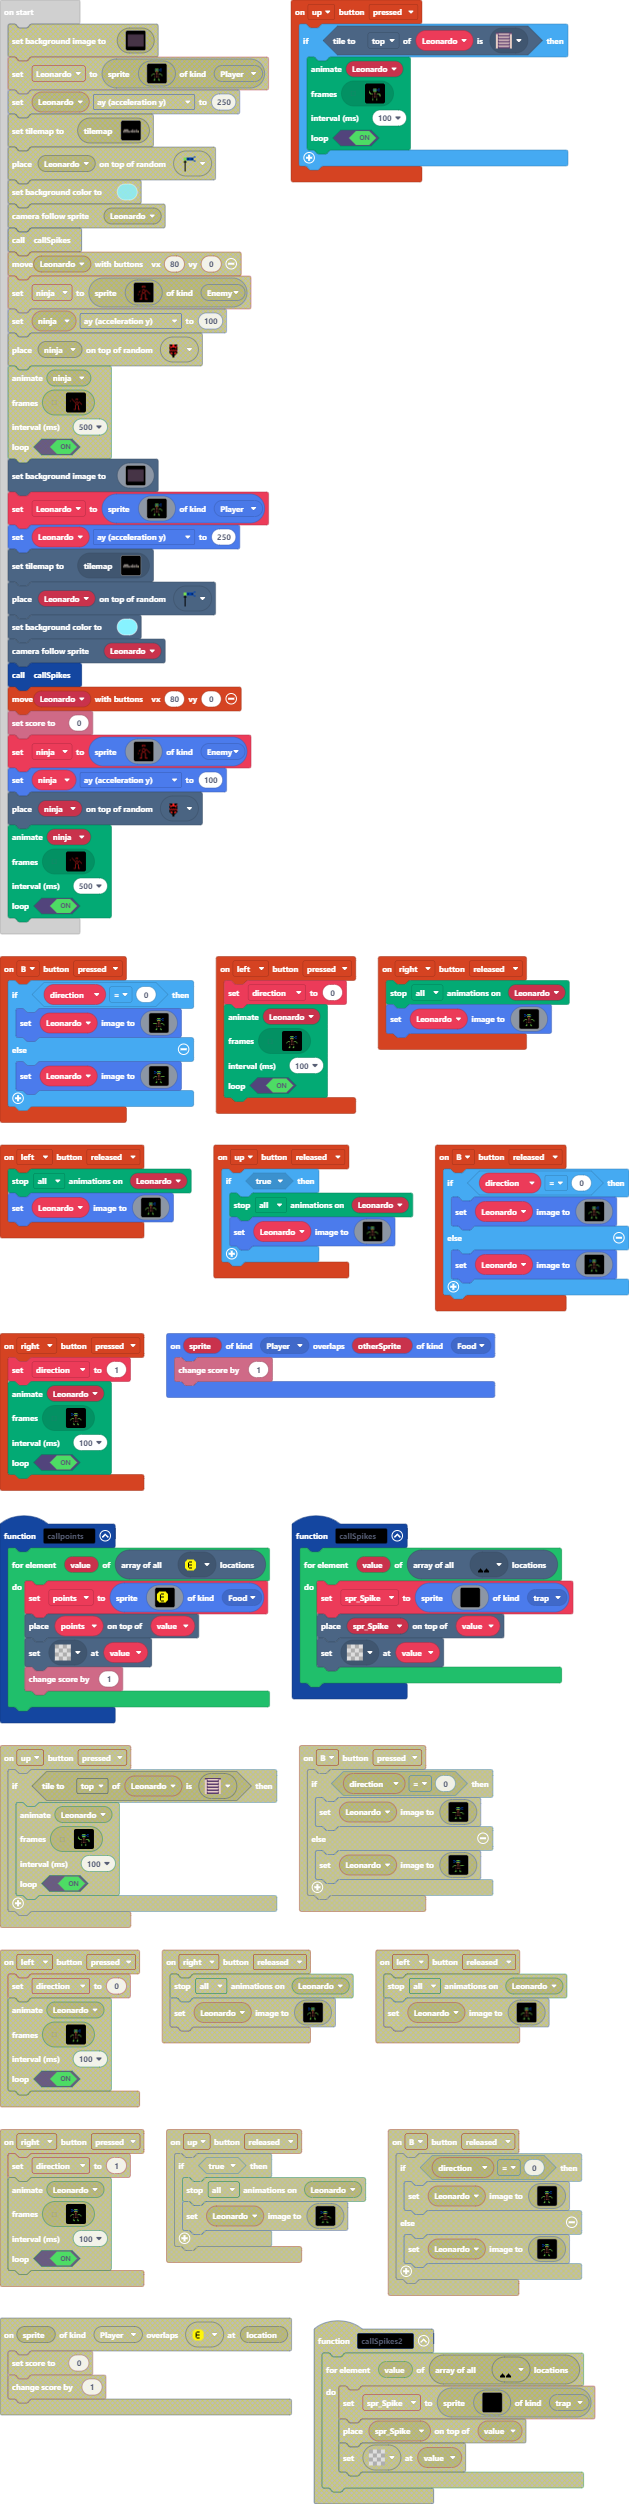 on start
set background image to
set Leonardo to sprite of kind Player
set Leonardo ay (acceleration y) to 250
set tilemap to tilemap
place Leonardo on top of random
set background color to
camera follow sprite Leonardo
call callSpikes
move Leonardo with buttons vx 80 vy 0
set ninja to sprite of kind Enemy
set ninja ay (acceleration y) to 100
place ninja on top of random
animate ninja
frames
interval (ms) 500
loop ON
set background image to
set Leonardo to sprite of kind Player
set Leonardo ay (acceleration y) to 250
set tilemap to tilemap
place Leonardo on top of random
set background color to
camera follow sprite Leonardo
call callSpikes
move Leonardo with buttons vx 80 vy 0
set score to 0
set ninja to sprite of kind Enemy
set ninja ay (acceleration y) to 100
place ninja on top of random
animate ninja
frames
interval (ms) 500
loop ON
on up button pressed
if tile to top of Leonardo is then
animate Leonardo
frames
interval (ms) 100
loop ON
on B button pressed
if direction = 0 then
set Leonardo image to
else
set Leonardo image to
on left button pressed
set direction to 0
animate Leonardo
frames
interval (ms) 100
loop ON
on right button released
stop all animations on Leonardo
set Leonardo image to
on left button released
stop all animations on Leonardo
set Leonardo image to
on up button released
if true then
stop all animations on Leonardo
set Leonardo image to
on B button released
if direction = 0 then
set Leonardo image to
else
set Leonardo image to
on right button pressed
set direction to 1
animate Leonardo
frames
interval (ms) 100
loop ON
on sprite of kind Player overlaps otherSprite of kind Food
change score by 1
function callpoints
for element value of array of all E locations
do
set points to sprite E of kind Food
place points on top of value
set at value
change score by 1
function callSpikes
for element value of array of all locations
do
set spr_Spike to sprite of kind trap
place spr_Spike on top of value
set at value
on up button pressed
if tile to top of Leonardo is then
animate Leonardo
frames
interval (ms) 100
loop ON
on B button pressed
if direction = 0 then
set Leonardo image to
else
set Leonardo image to
on left button pressed
set direction to 0
animate Leonardo
frames
interval (ms) 100
loop ON
on right button released
stop all animations on Leonardo
set Leonardo image to
on left button released
stop all animations on Leonardo
set Leonardo image to
on right button pressed
set direction to 1
animate Leonardo
frames
interval (ms) 100
loop ON
on up button released
if true then
stop all animations on Leonardo
set Leonardo image to
on B button released
if direction = 0 then
set Leonardo image to
else
set Leonardo image to
on sprite of kind Player overlaps E at location
set score to 0
change score by 1
function callSpikes2
for element value of array of all locations
do
set spr_Spike to sprite of kind trap
place spr_Spike on top of value
set at value